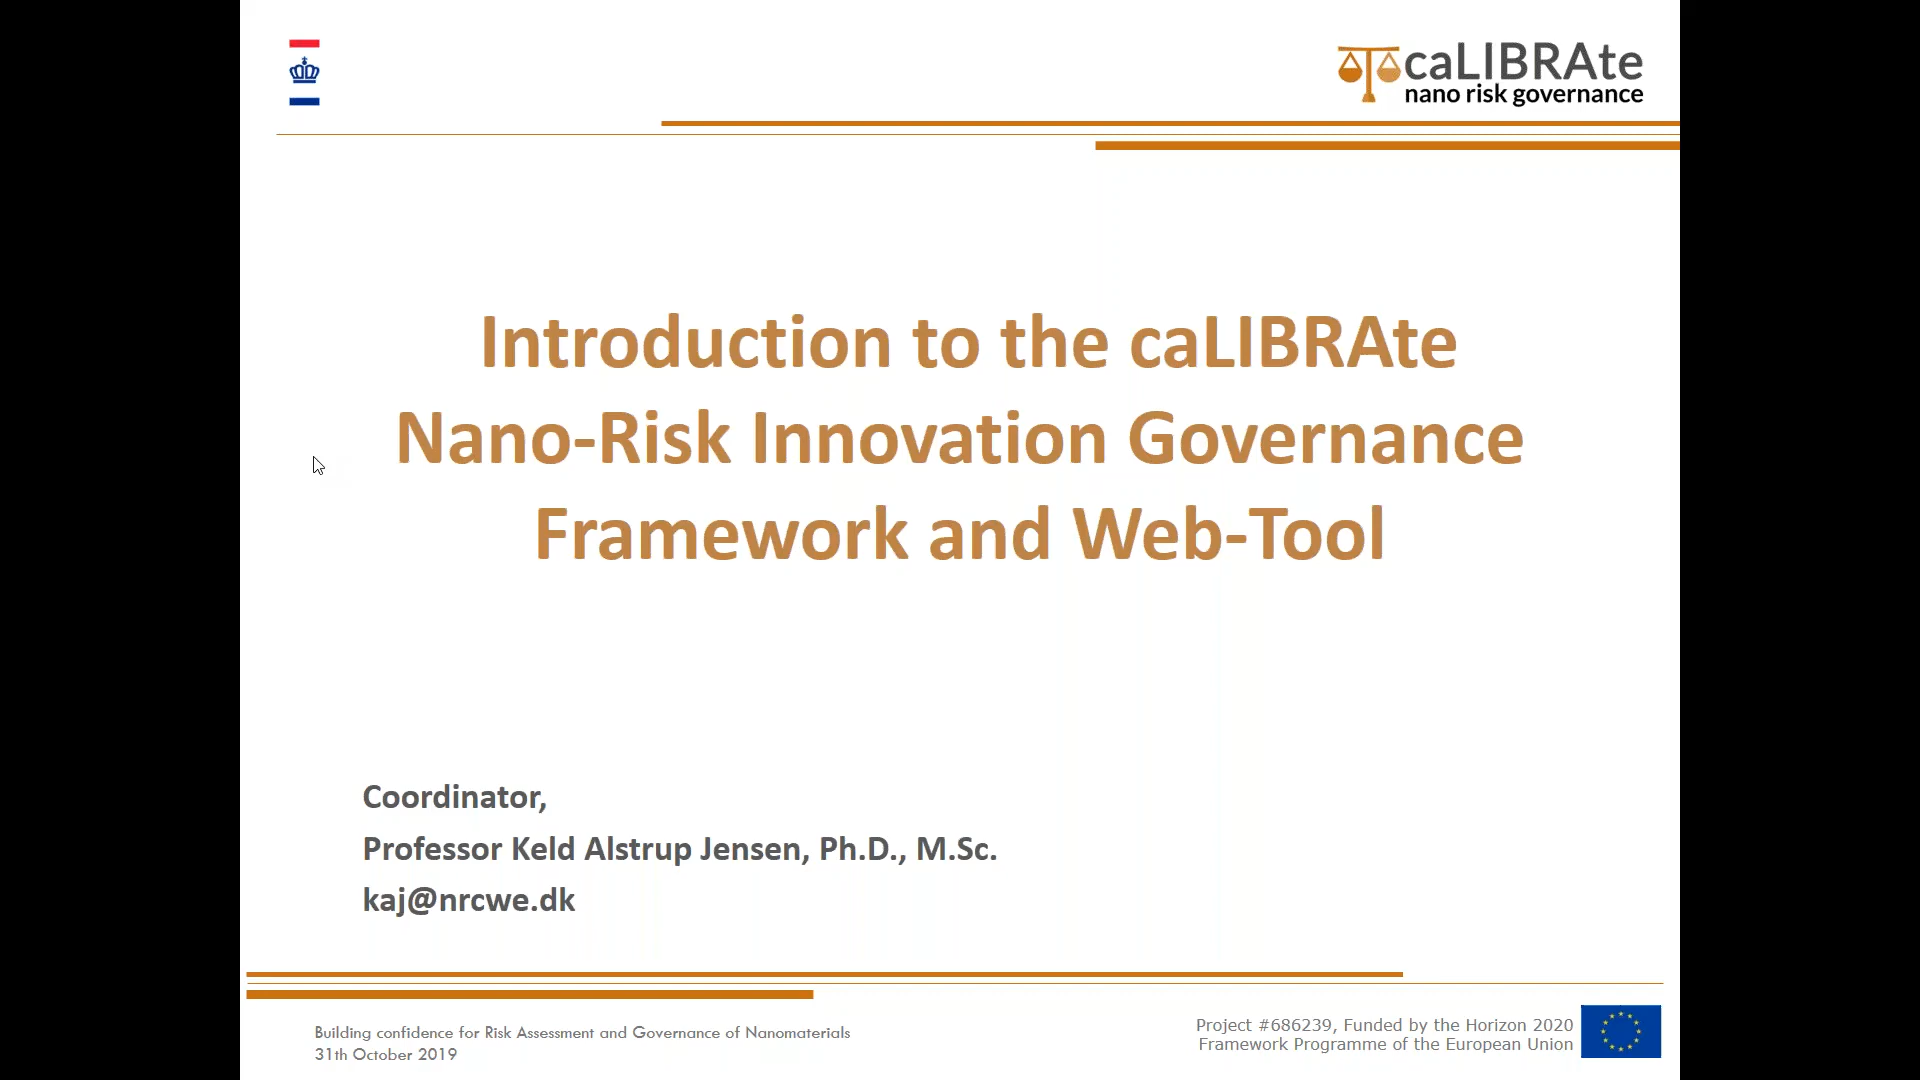 caLIBRAte
nano risk governance
Introduction to the caLIBRAte
Nano-Risk Innovation Governance
Framework and Web-Tool
Coordinator,
Professor Keld Alstrup Jensen, Ph.D., M.Sc.
kaj@nrcwe.dk
Building confidence for Risk Assessment and Governance of Nanomaterials
31th October 2019
Project #686239, Funded by the Horizon 2020
Framework Programme of the European Union